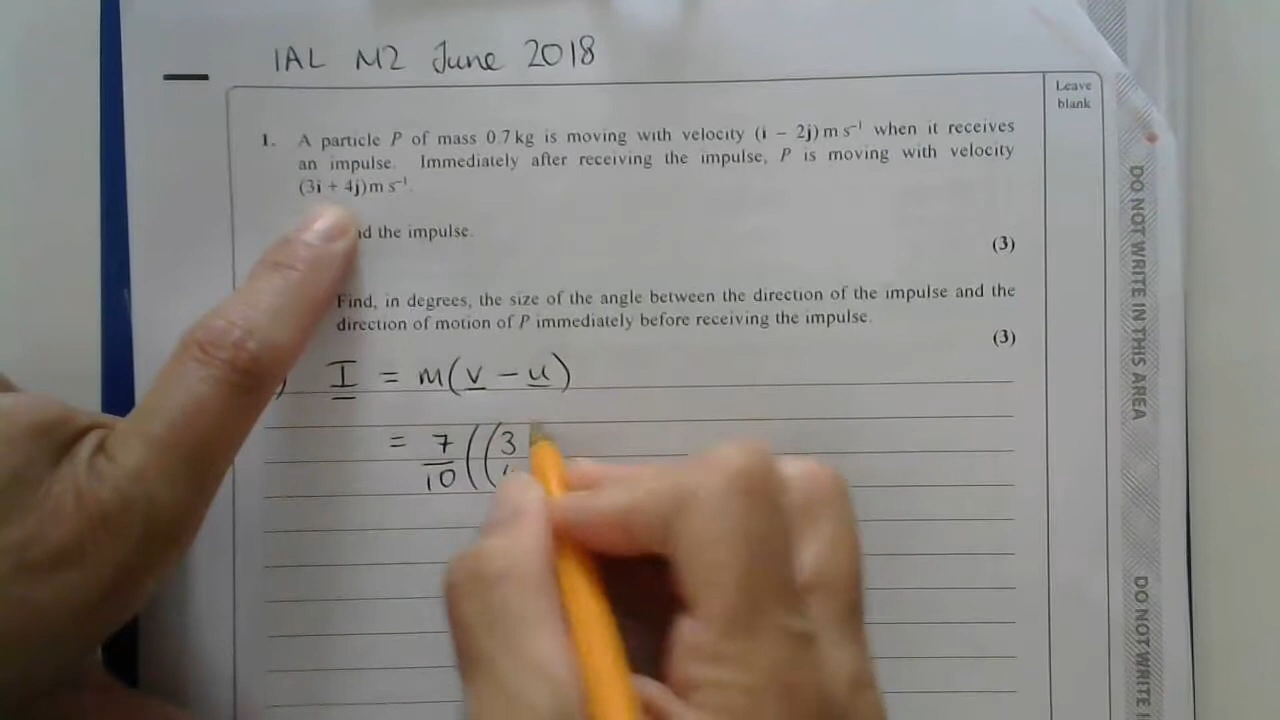 IAL M2 June 2018
Leave
blank
1. A particle P of mass 0.7 kg is moving with velocity (i – 2j) m s⁻¹ when it receives
an impulse. Immediately after receiving the impulse, P is moving with velocity
(3i + 4j) m s⁻¹.
the impulse.
(3)
Find, in degrees, the size of the angle between the direction of the impulse and the
direction of motion of P immediately before receiving the impulse.
(3)
I = m(v – u)
= 7/10 ((3
DO NOT WRITE IN THIS AREA
DO NOT WRITE